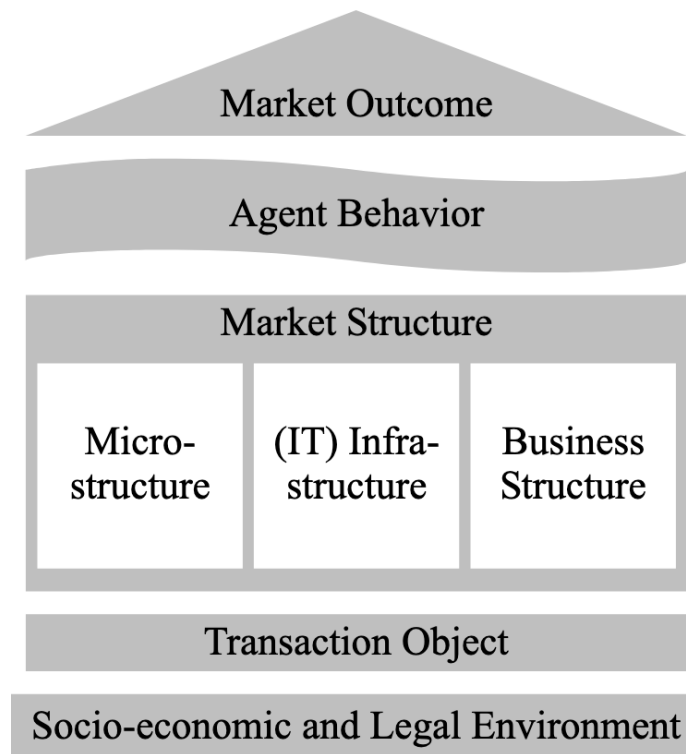 Market Outcome
Agent Behavior
Market Structure
Micro-
structure
(IT) Infra-
structure
Business
Structure
Transaction Object
Socio-economic and Legal Environment